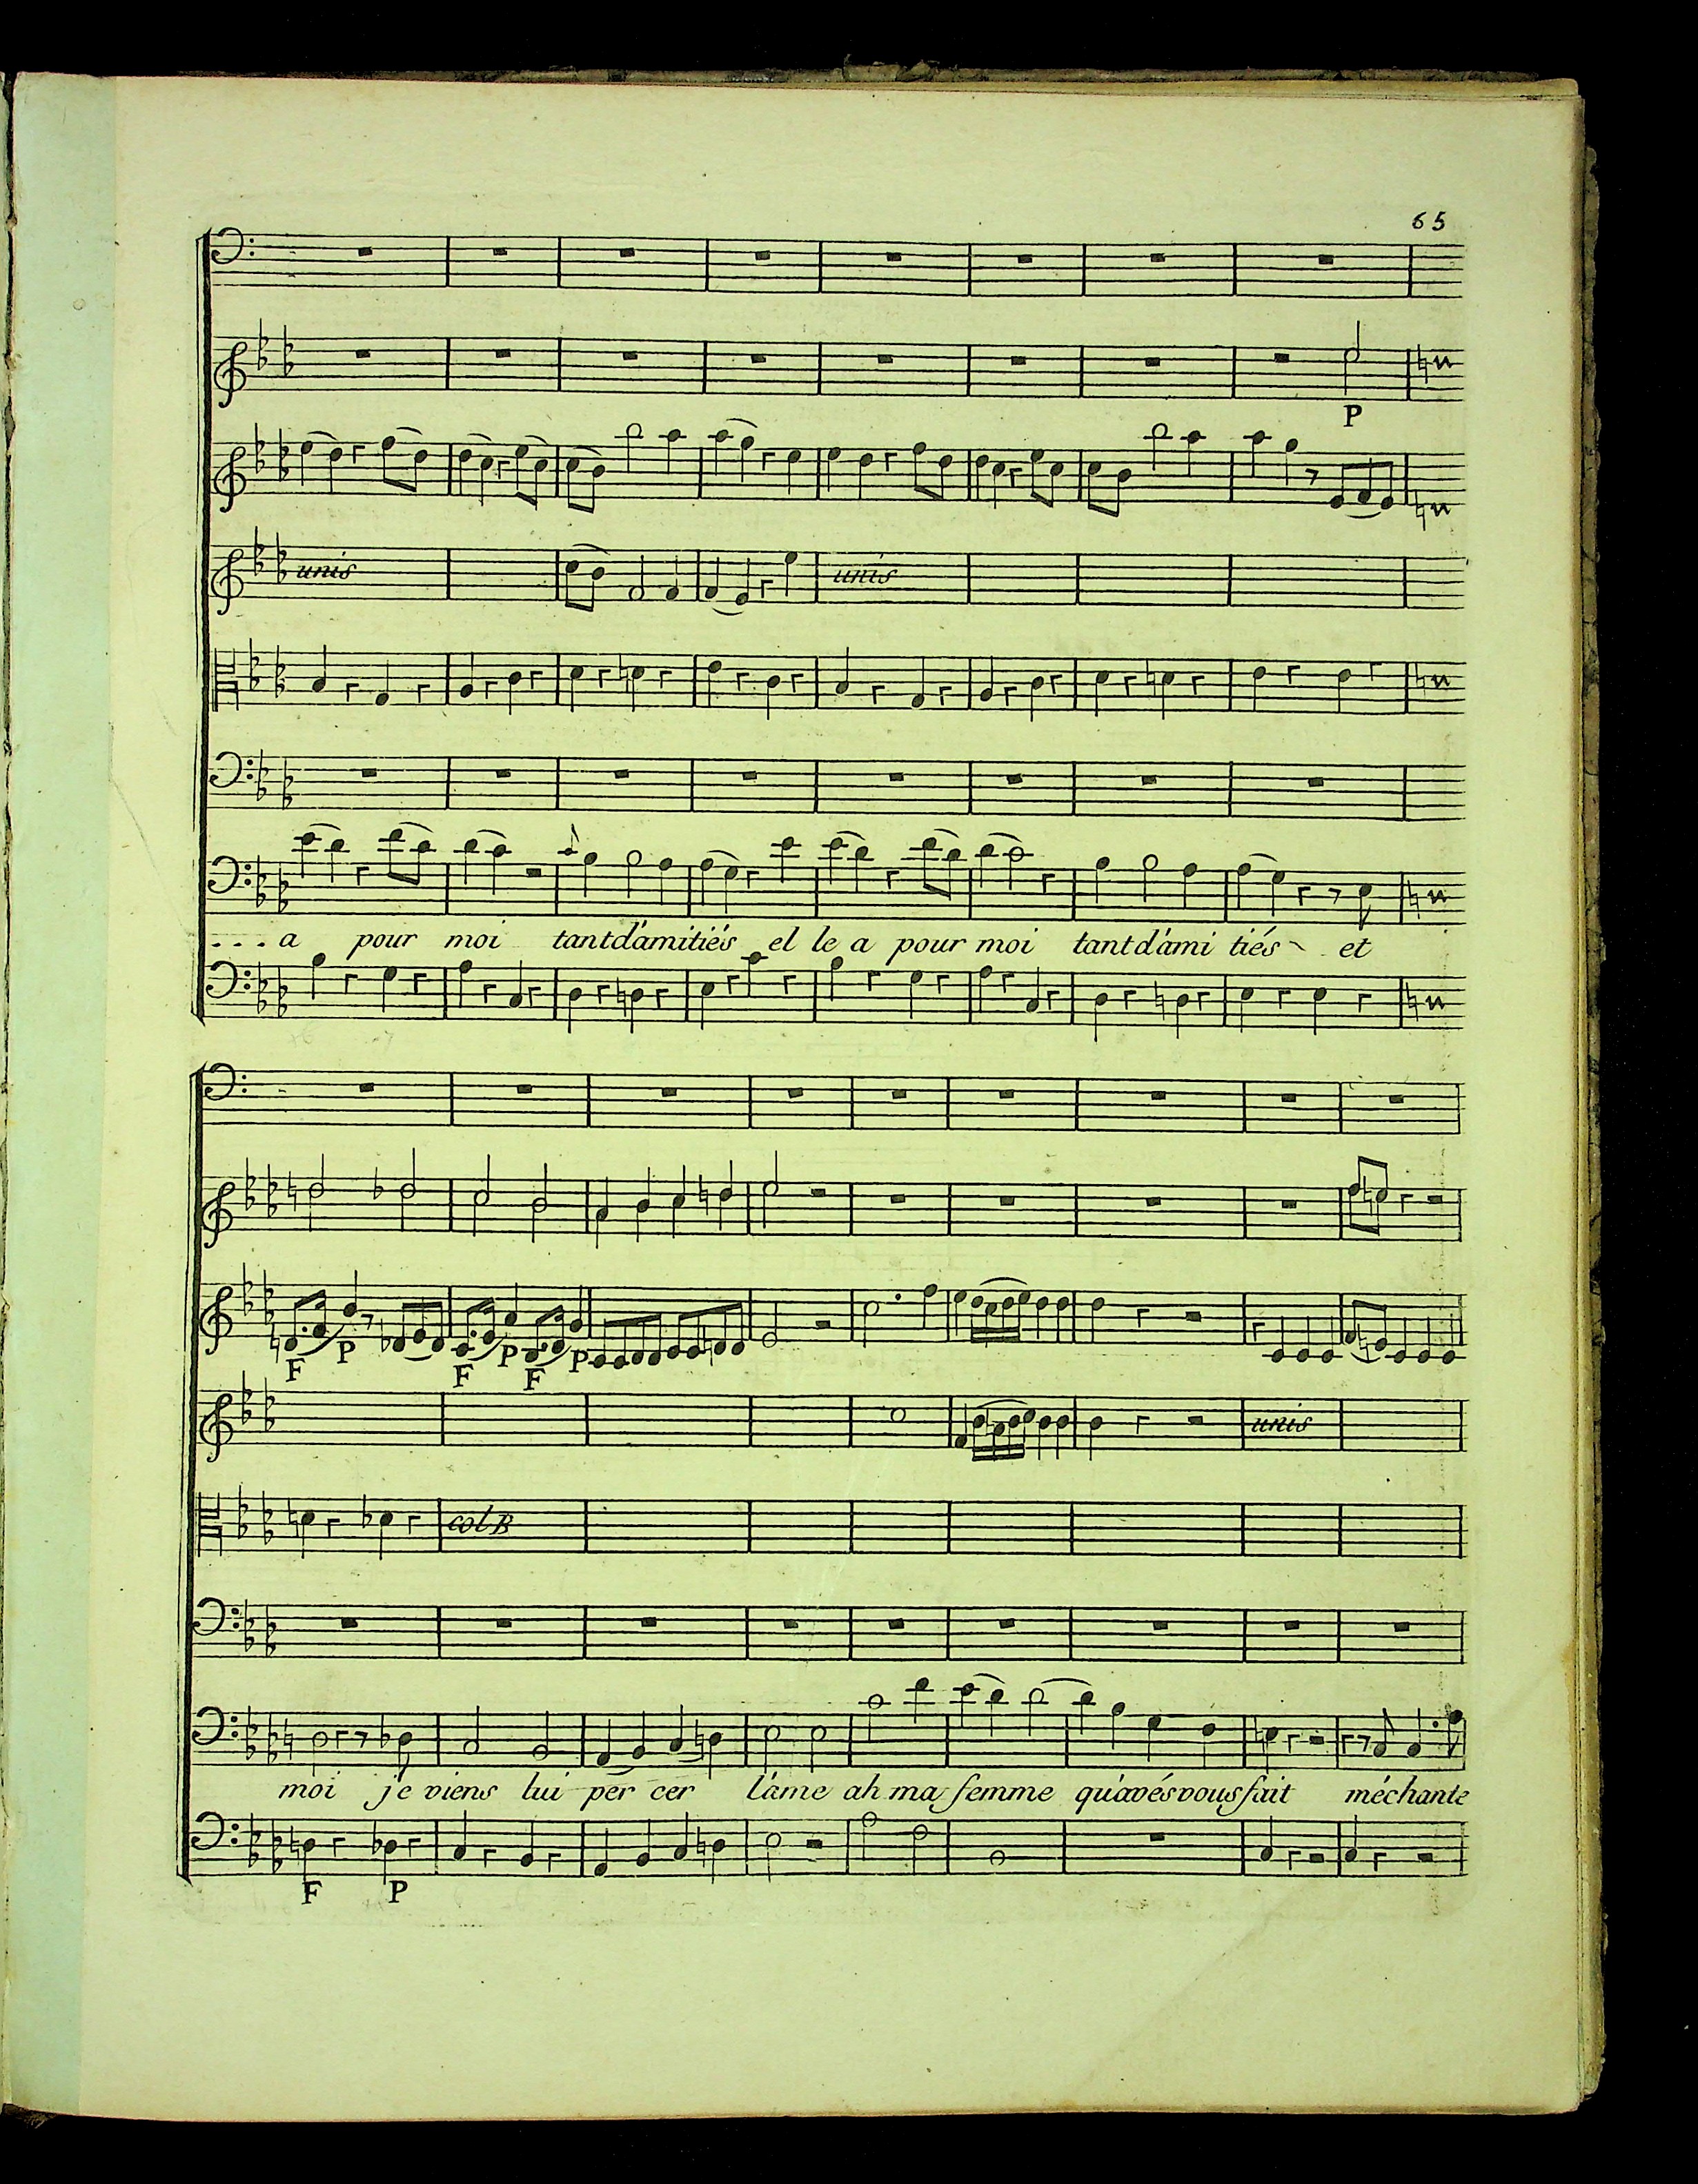 65
P
unis unis
...a pour moi tant d'amitiés el le a pour moi tant d'ami tiés et
F P F P F P
unis
col B
moi je viens lui per cer l'ame ah ma femme qu'avés vous fait méchante
F P